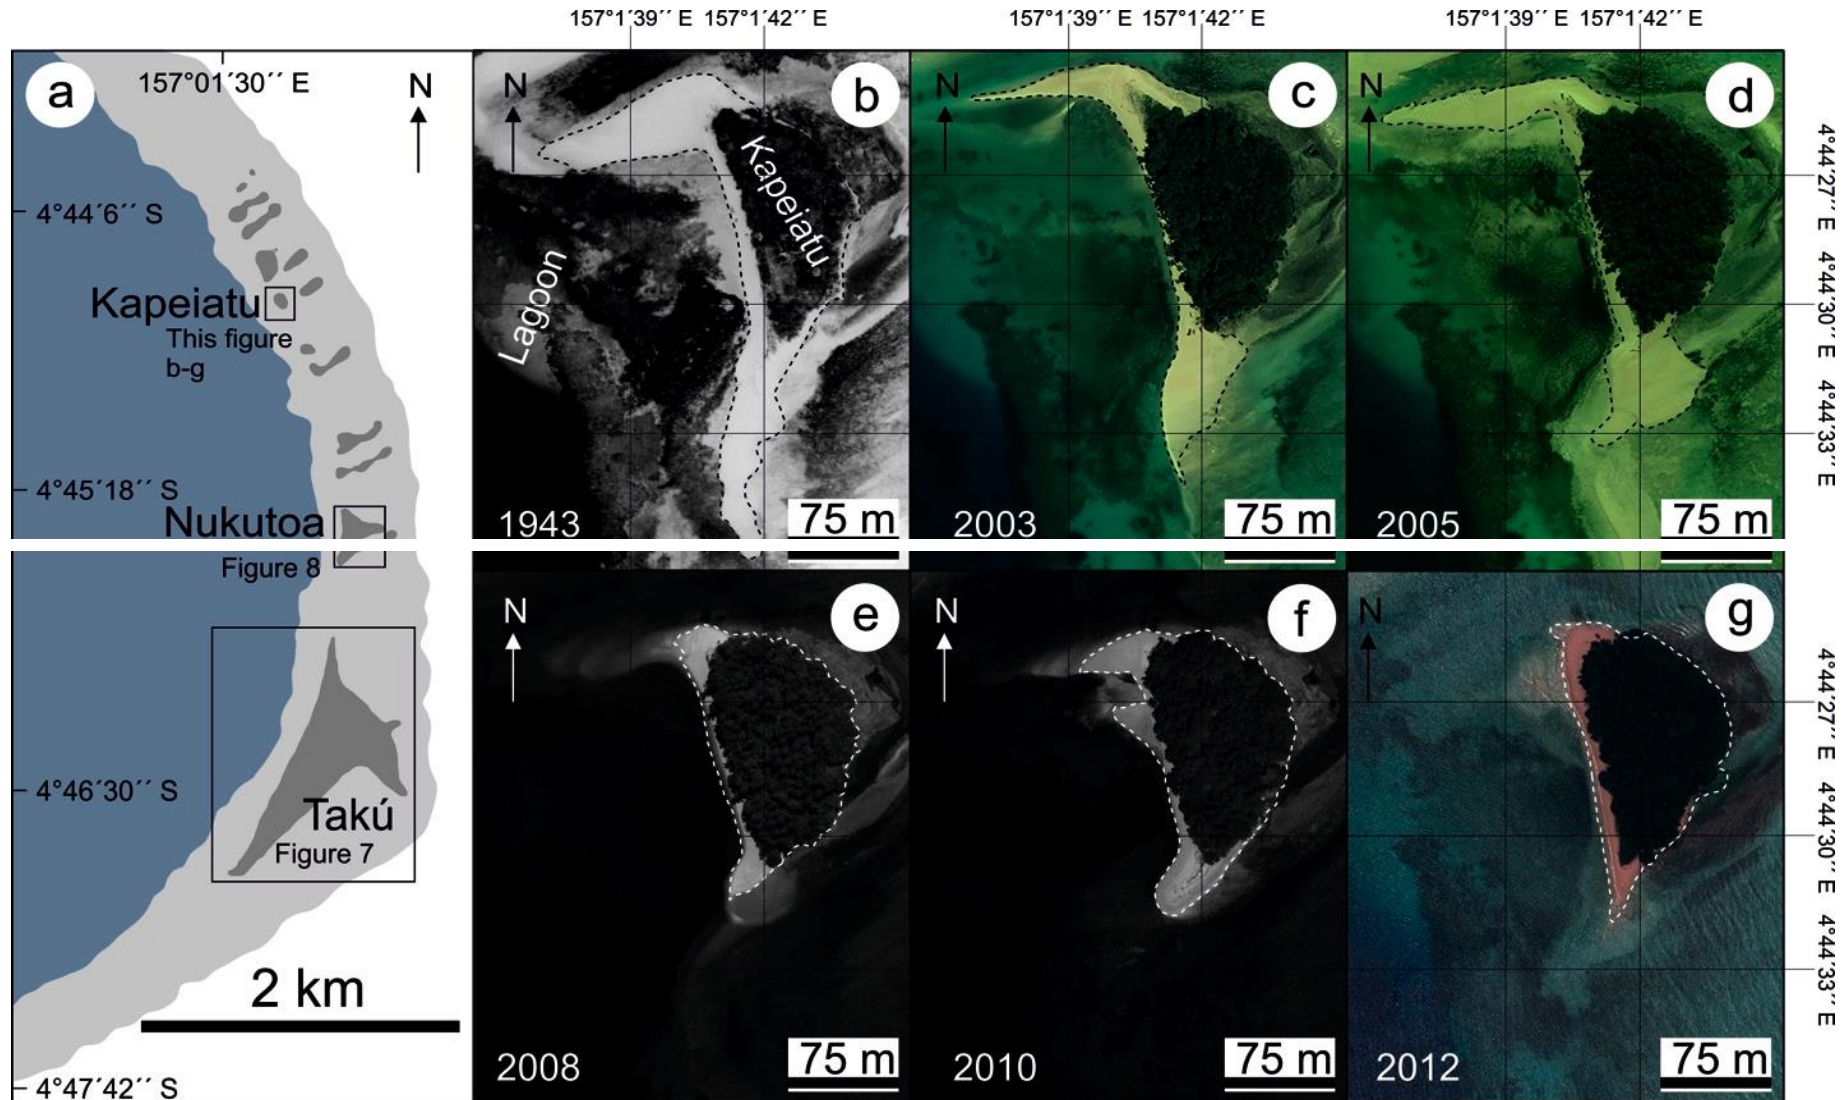 157°1´39´´ E 157°1´42´´ E
157°1´39´´ E 157°1´42´´ E
157°1´39´´ E 157°1´42´´ E
a
157°01´30´´ E
N
4°44´6´´ S
Kapeiatu
This figure
b-g
4°45´18´´ S
Nukutoa
Figure 8
4°46´30´´ S
Takú
Figure 7
2 km
4°47´42´´ S
N
b
Kapeiatu
Lagoon
1943
75 m
N
c
2003
75 m
N
d
2005
75 m
4°44´27´´ E
4°44´30´´ E
4°44´33´´ E
N
e
2008
75 m
N
f
2010
75 m
N
g
2012
75 m
4°44´27´´ E
4°44´30´´ E
4°44´33´´ E